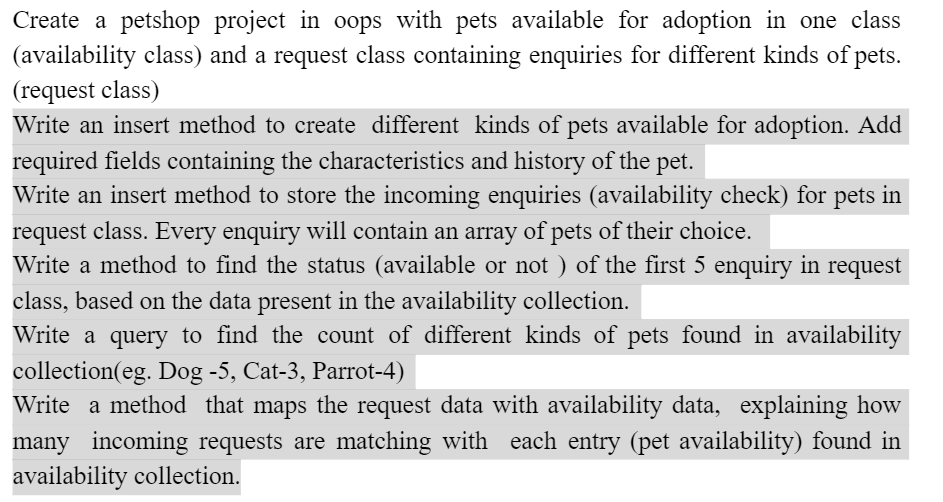 Create a petshop project in oops with pets available for adoption in one class
(availability class) and a request class containing enquiries for different kinds of pets.
(request class)
Write an insert method to create different kinds of pets available for adoption. Add
required fields containing the characteristics and history of the pet.
Write an insert method to store the incoming enquiries (availability check) for pets in
request class. Every enquiry will contain an array of pets of their choice.
Write a method to find the status (available or not ) of the first 5 enquiry in request
class, based on the data present in the availability collection.
Write a query to find the count of different kinds of pets found in availability
collection(eg. Dog -5, Cat-3, Parrot-4)
Write a method that maps the request data with availability data, explaining how
many incoming requests are matching with each entry (pet availability) found in
availability collection.